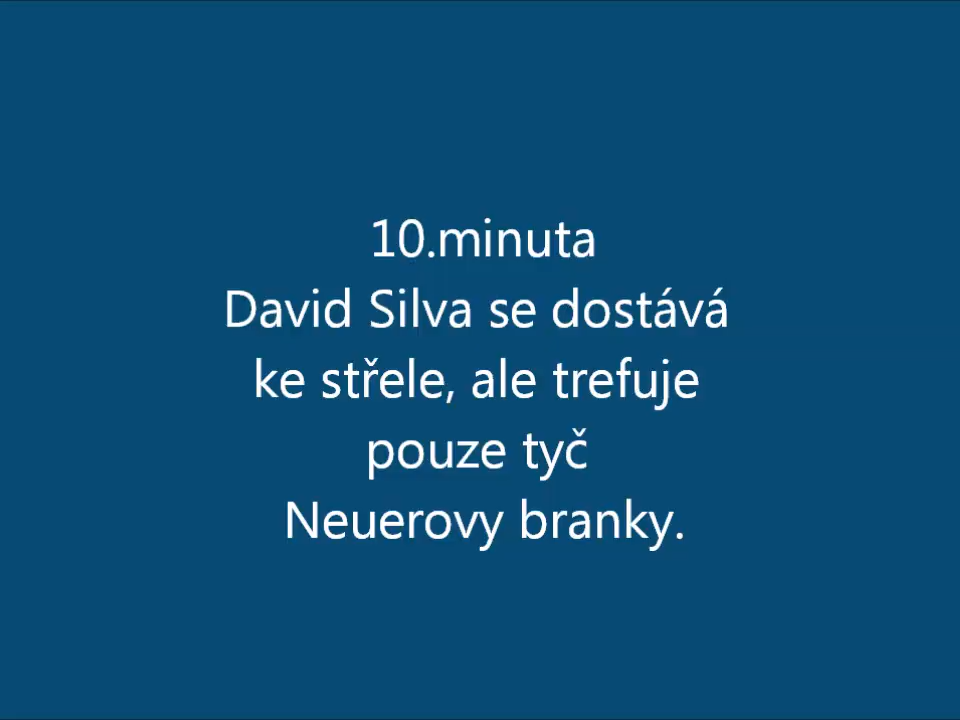 10.minuta
David Silva se dostává
ke střele, ale trefuje
pouze tyč
Neuerovy branky.